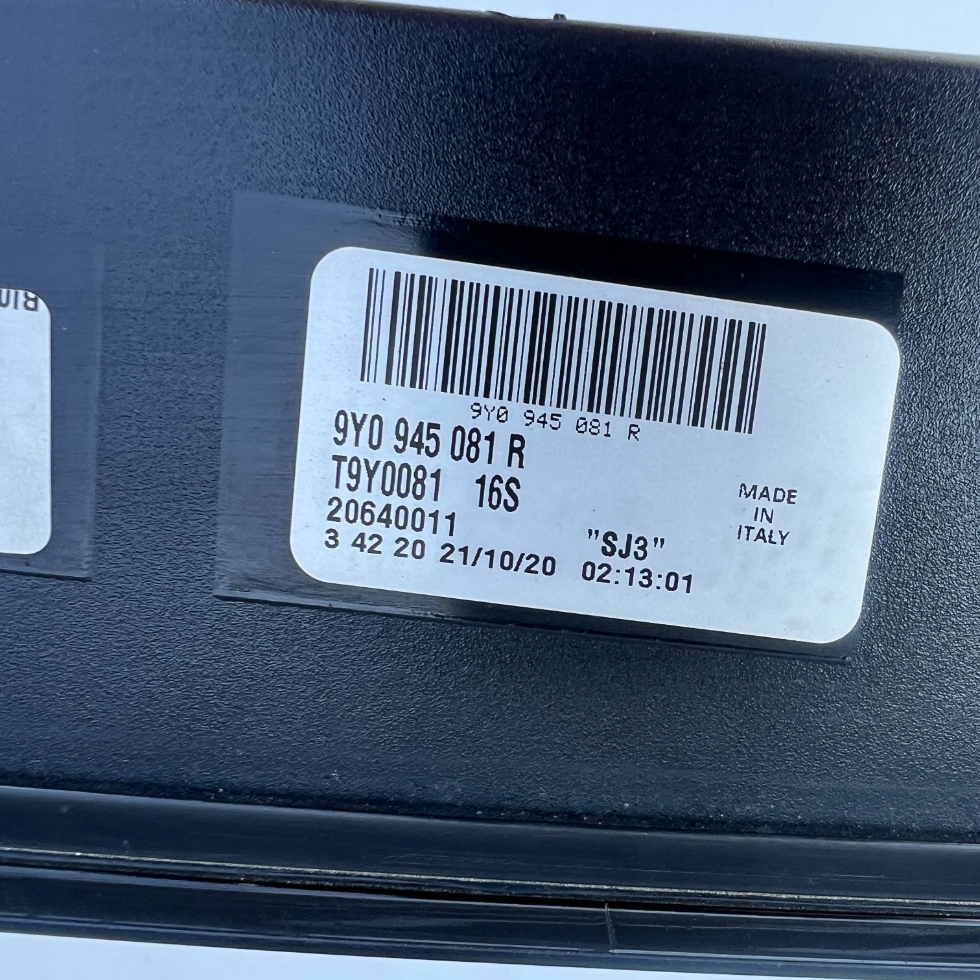 9Y0 945 081 R
9Y0 945 081 R
T9Y0081 16S
20640011 "SJ3"
3 42 20 21/10/20 02:13:01
MADE
IN
ITALY